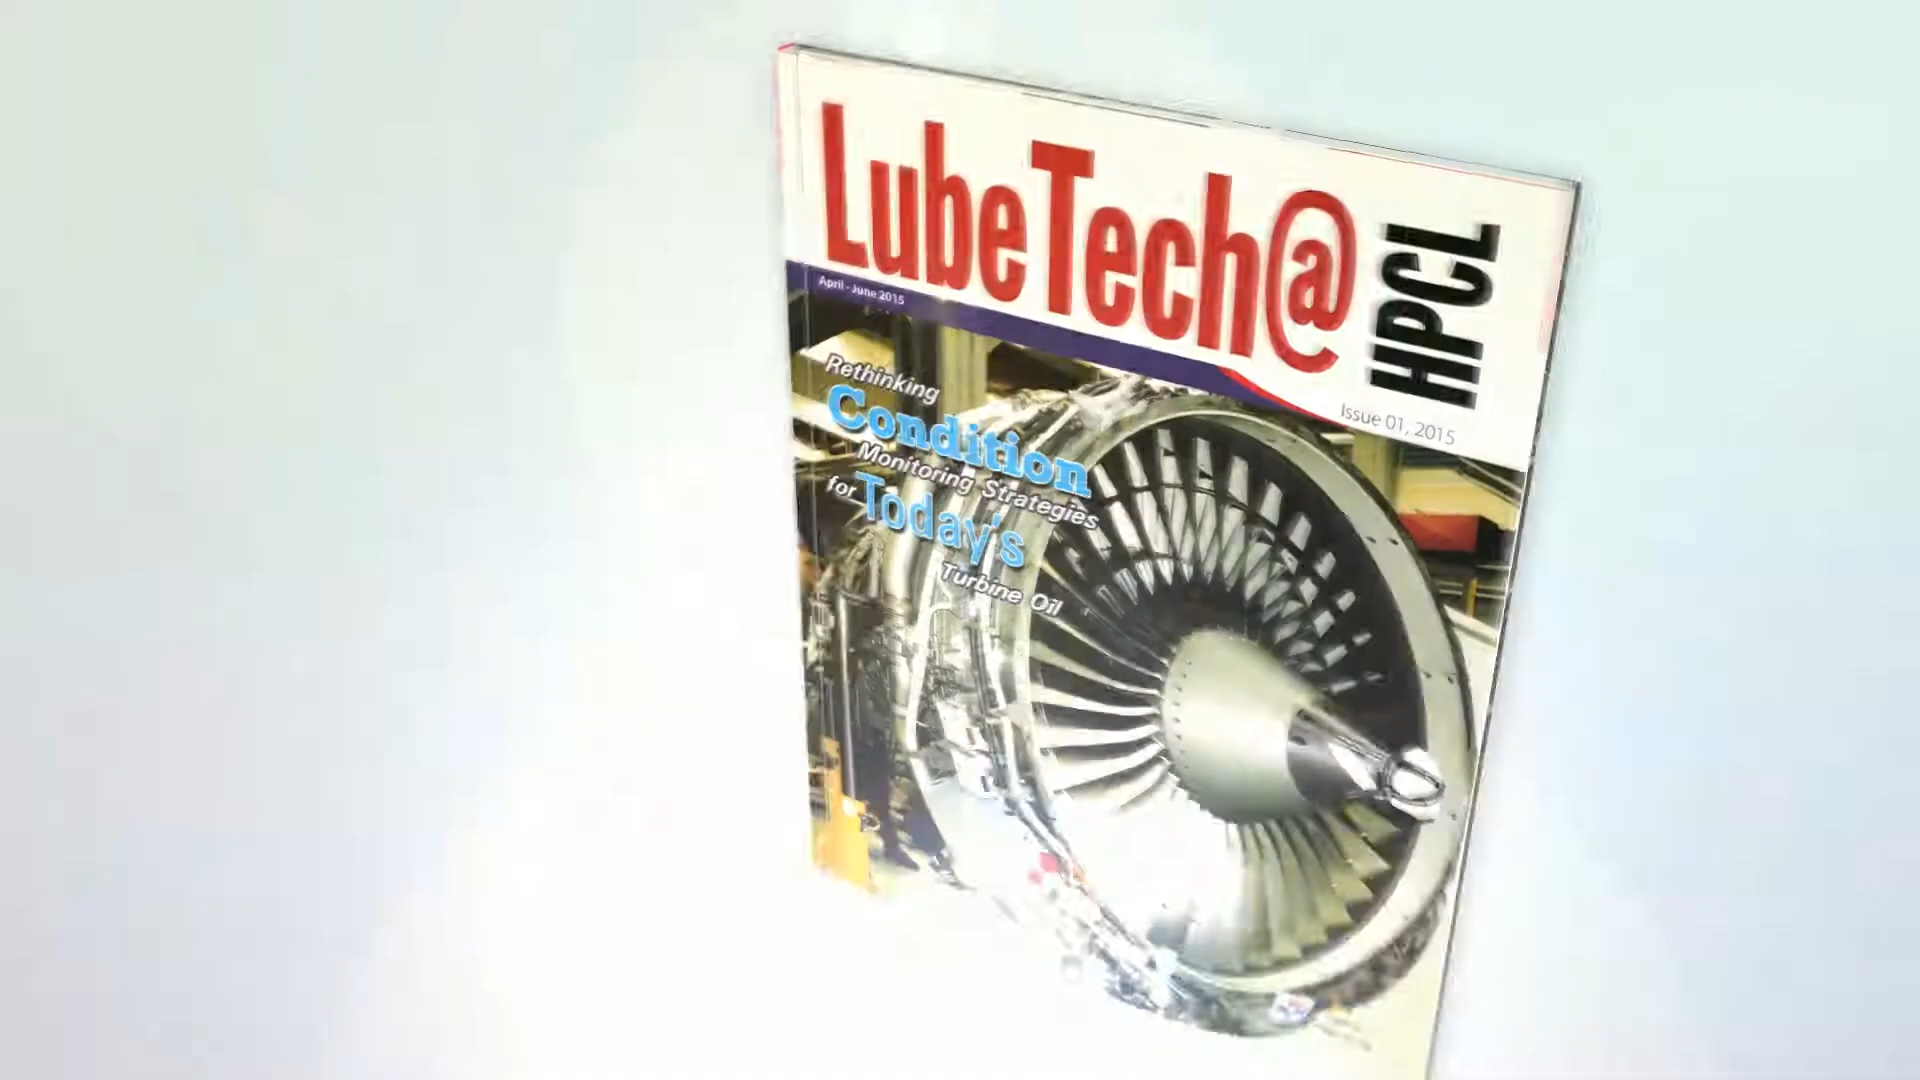 LubeTech@
HPCL
April - June 2015
Issue 01, 2015
Rethinking
Condition
Monitoring Strategies
for Today's
Turbine Oil